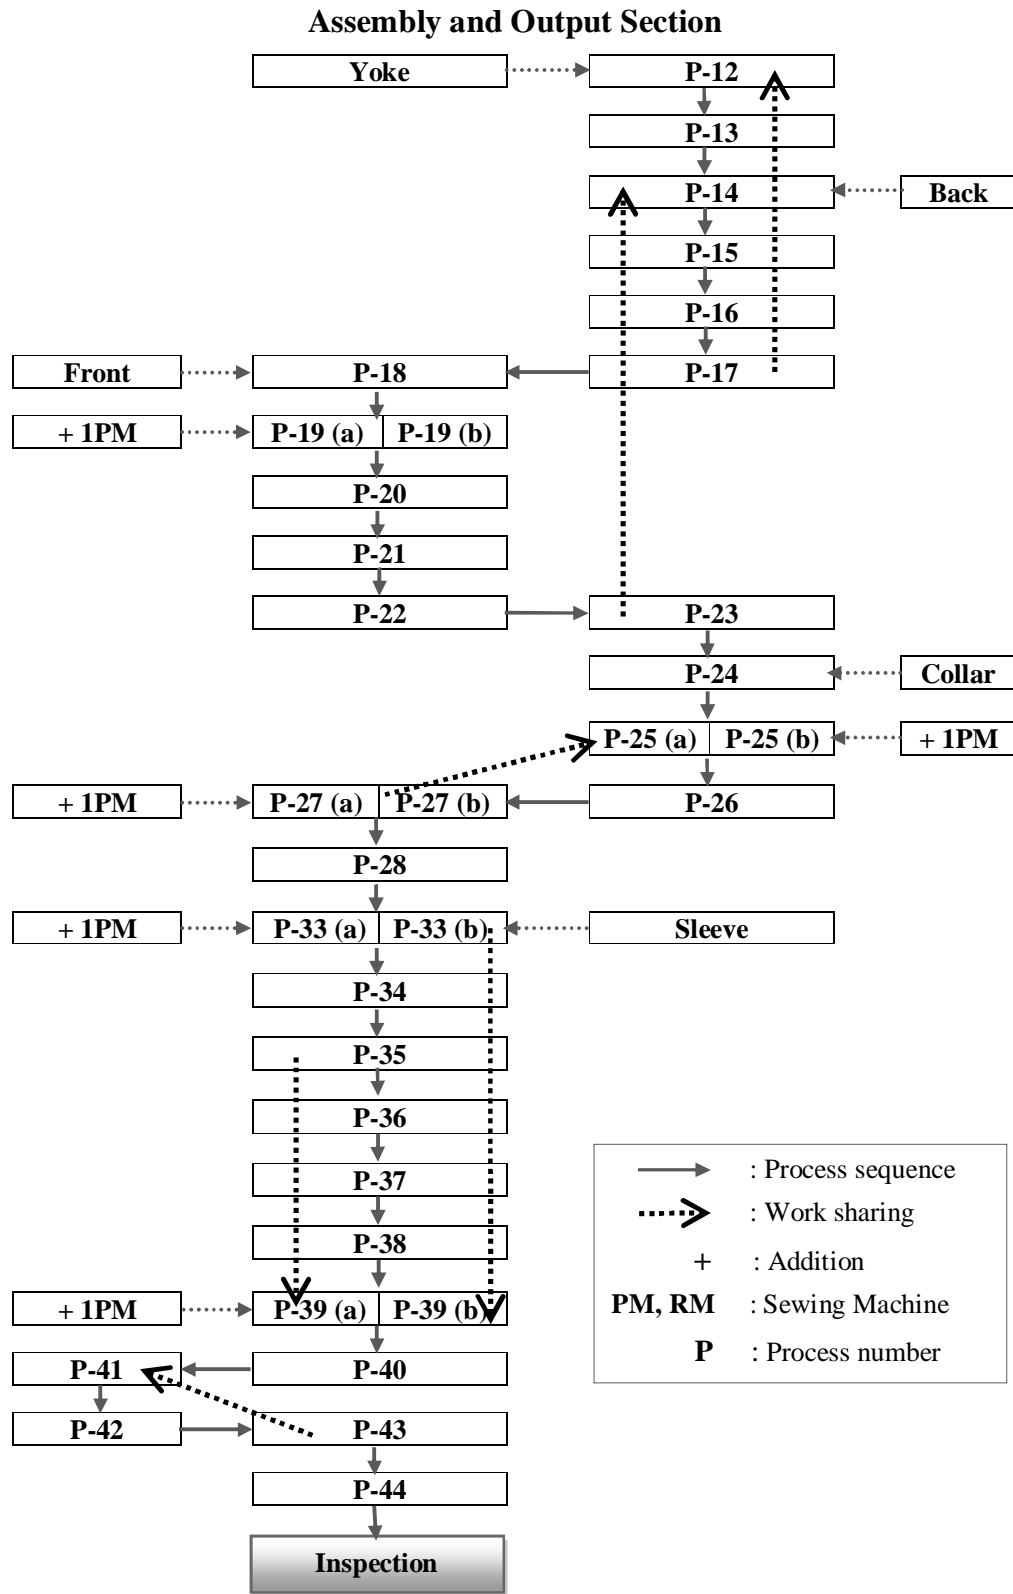 Assembly and Output Section
Yoke
P-12
P-13
P-14
Back
P-15
P-16
Front
P-18
P-17
+ 1PM
P-19 (a)
P-19 (b)
P-20
P-21
P-22
P-23
P-24
Collar
P-25 (a)
P-25 (b)
+ 1PM
+ 1PM
P-27 (a)
P-27 (b)
P-26
P-28
+ 1PM
P-33 (a)
P-33 (b)
Sleeve
P-34
P-35
P-36
P-37
P-38
+ 1PM
P-39 (a)
P-39 (b)
P-41
P-40
P-42
P-43
P-44
Inspection
: Process sequence
: Work sharing
+ : Addition
PM, RM : Sewing Machine
P : Process number